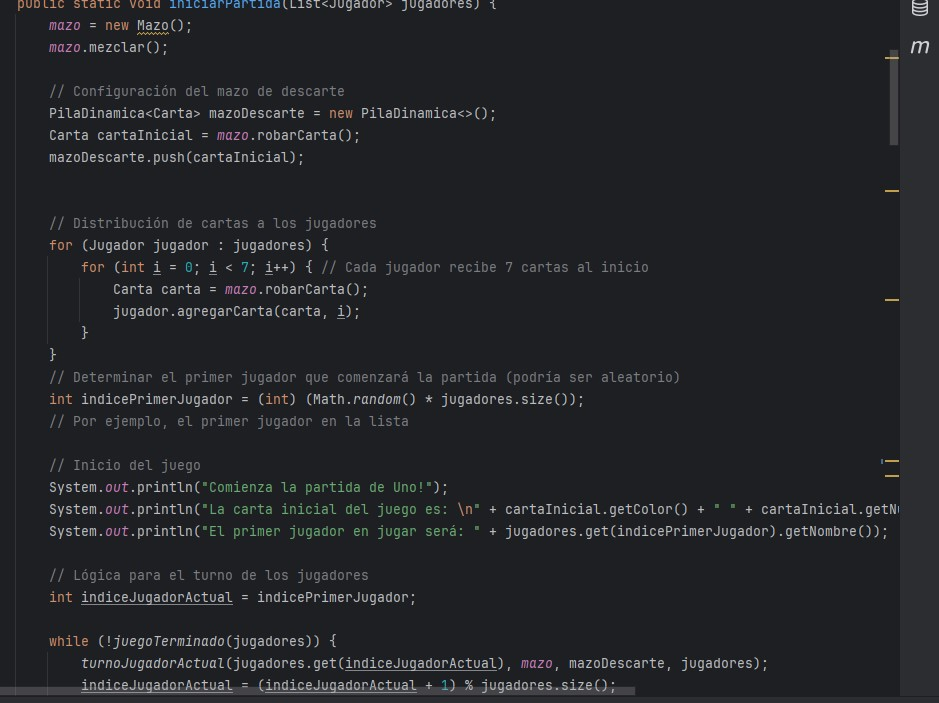 public static void iniciarPartida(List<Jugador> jugadores) {
mazo = new Mazo();
mazo.mezclar();
// Configuración del mazo de descarte
PilaDinamica<Carta> mazoDescarte = new PilaDinamica<>();
Carta cartaInicial = mazo.robarCarta();
mazoDescarte.push(cartaInicial);
// Distribución de cartas a los jugadores
for (Jugador jugador : jugadores) {
for (int i = 0; i < 7; i++) { // Cada jugador recibe 7 cartas al inicio
Carta carta = mazo.robarCarta();
jugador.agregarCarta(carta, i);
}
}
// Determinar el primer jugador que comenzará la partida (podría ser aleatorio)
int indicePrimerJugador = (int) (Math.random() * jugadores.size());
// Por ejemplo, el primer jugador en la lista
// Inicio del juego
System.out.println("Comienza la partida de Uno!");
System.out.println("La carta inicial del juego es: \n" + cartaInicial.getColor() + " " + cartaInicial.getN
System.out.println("El primer jugador en jugar será: " + jugadores.get(indicePrimerJugador).getNombre());
// Lógica para el turno de los jugadores
int indiceJugadorActual = indicePrimerJugador;
while (!juegoTerminado(jugadores)) {
turnoJugadorActual(jugadores.get(indiceJugadorActual), mazo, mazoDescarte, jugadores);
indiceJugadorActual = (indiceJugadorActual + 1) % jugadores.size();
m